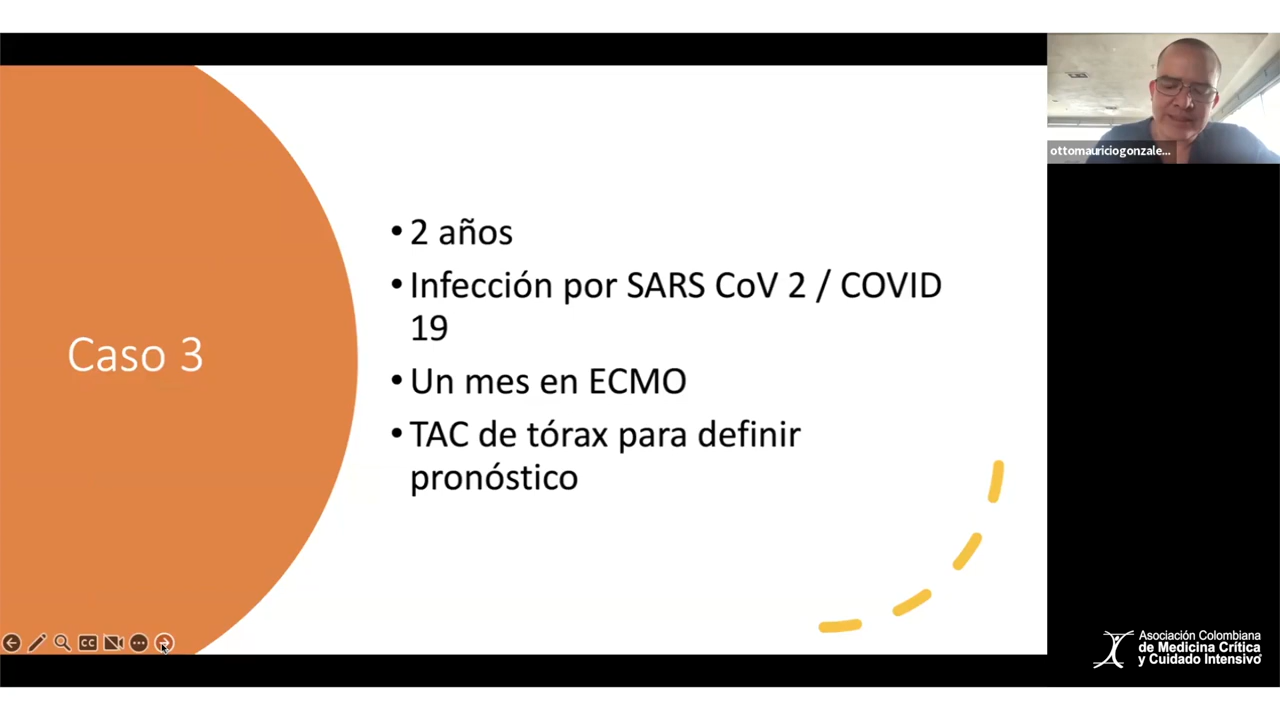 Caso 3
• 2 años
• Infección por SARS CoV 2 / COVID
19
• Un mes en ECMO
• TAC de tórax para definir
pronóstico
ottomauriciogonzale...
CC
Asociación Colombiana
de Medicina Crítica
y Cuidado Intensivo